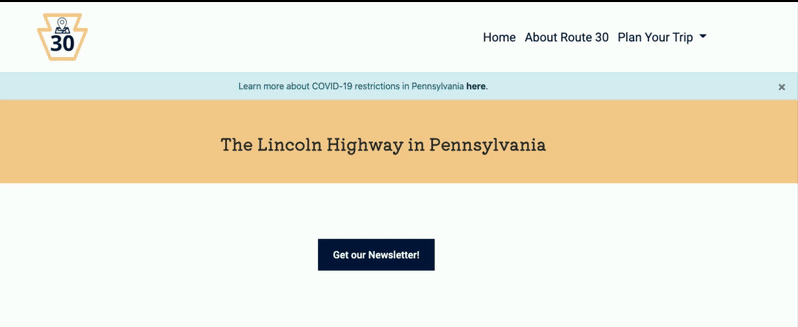 30
Home About Route 30 Plan Your Trip
Learn more about COVID-19 restrictions in Pennsylvania here.
×
The Lincoln Highway in Pennsylvania
Get our Newsletter!